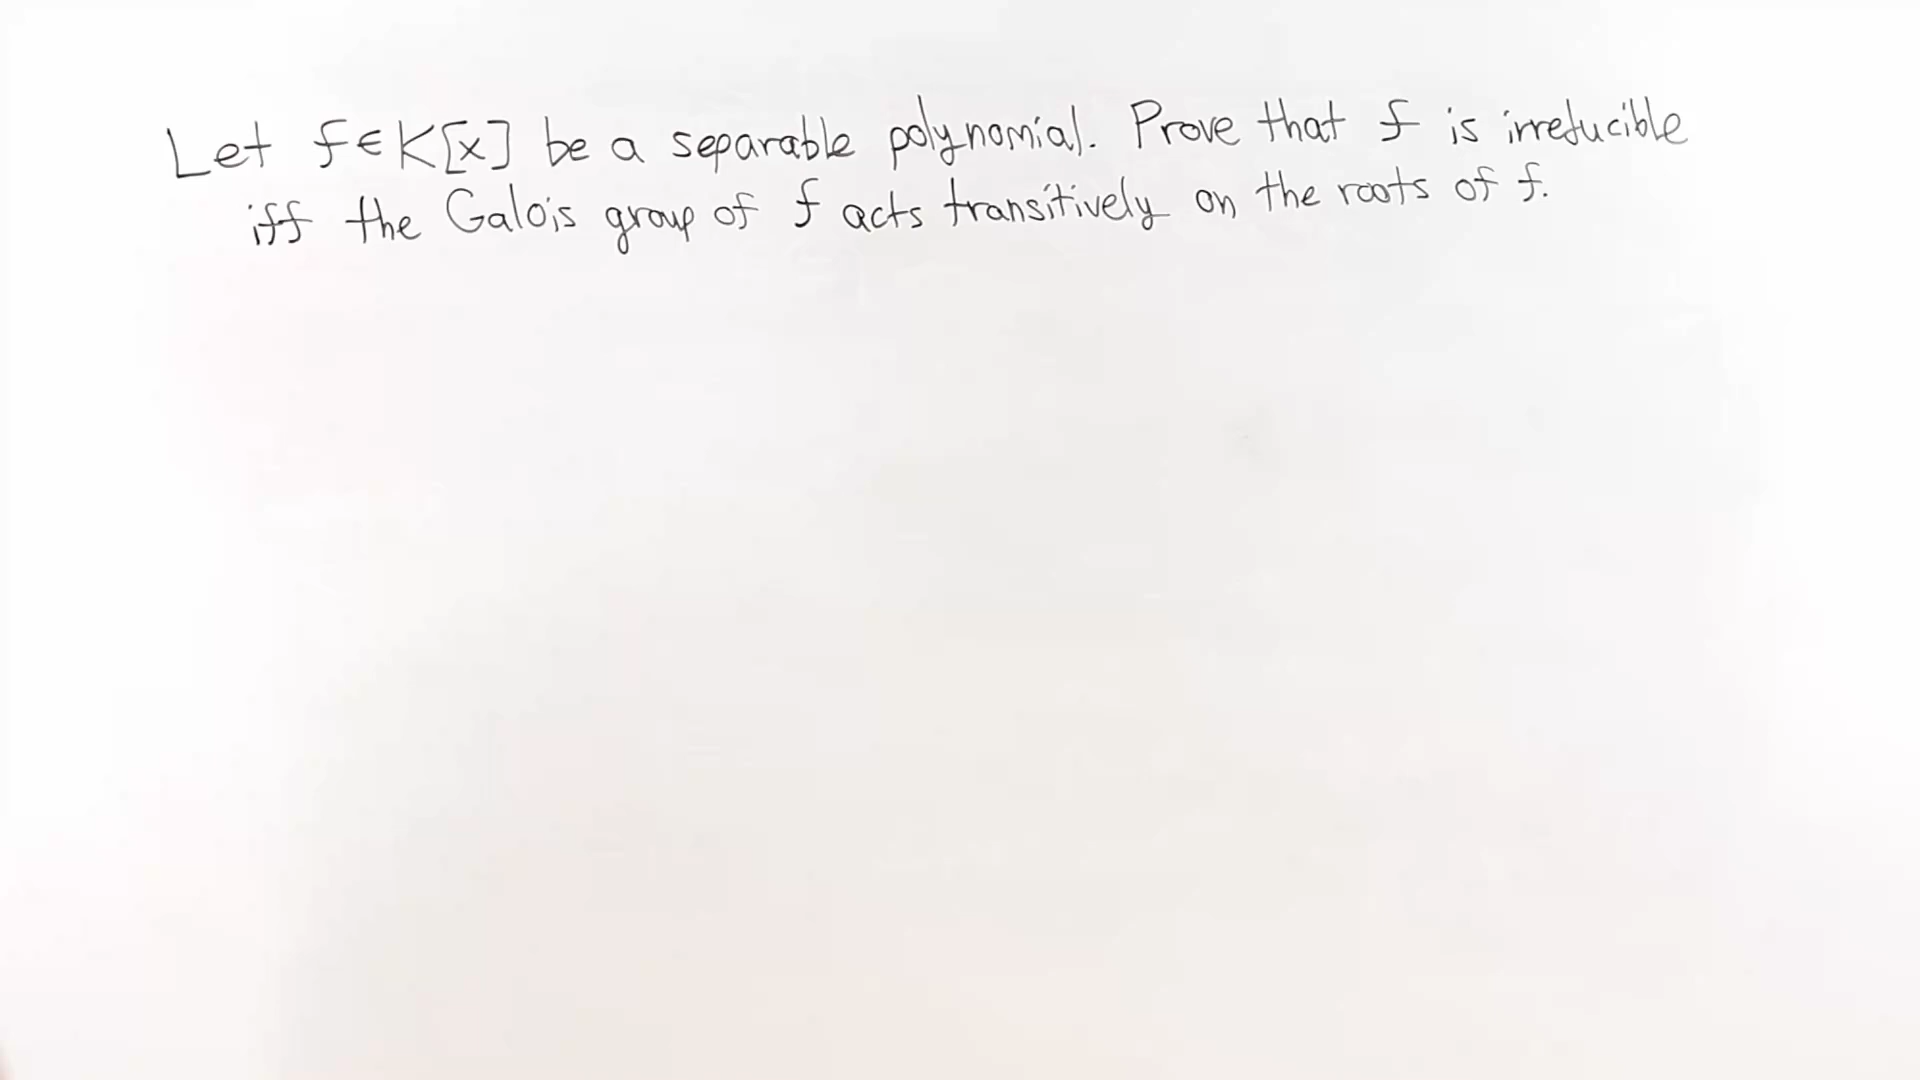 Let f∈K[x] be a separable polynomial. Prove that f is irreducible
iff the Galois group of f acts transitively on the roots of f.